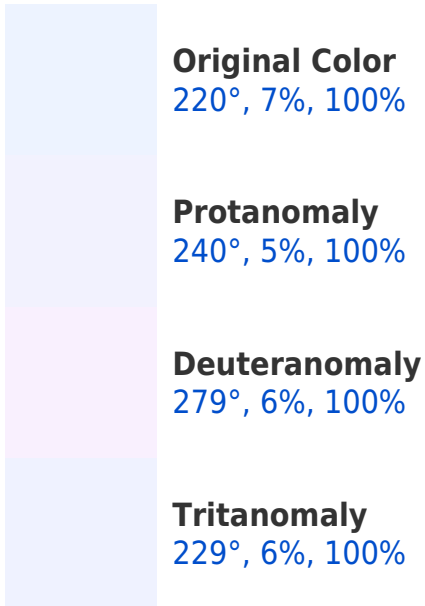 Original Color
220°, 7%, 100%
Protanomaly
240°, 5%, 100%
Deuteranomaly
279°, 6%, 100%
Tritanomaly
229°, 6%, 100%